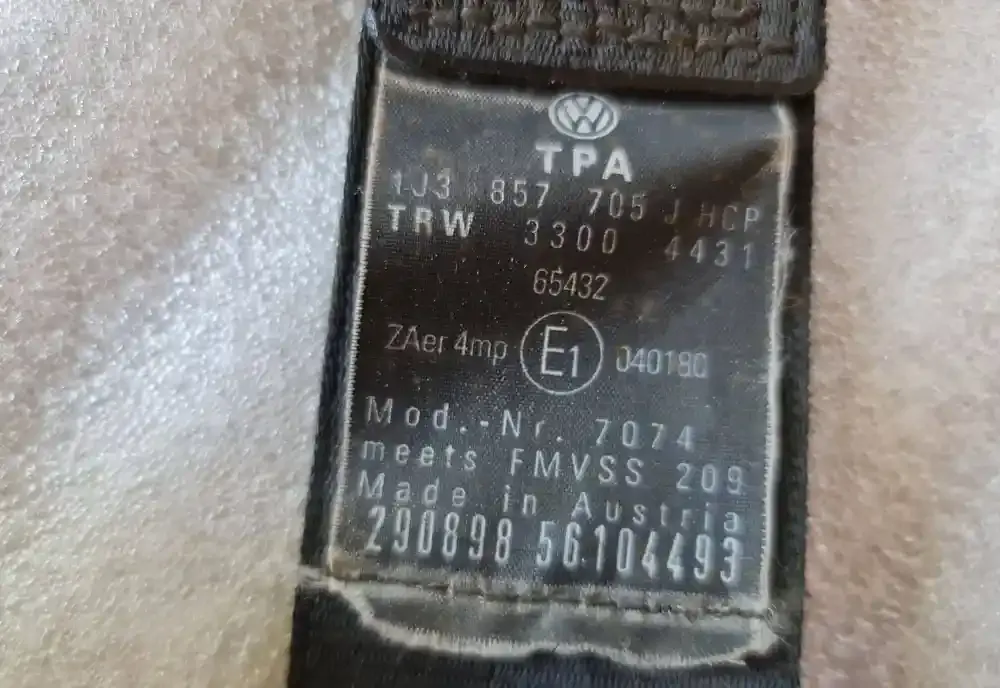 TPA
1J3 857 705 J HCP
TRW 3300 4431
65432
ZAer 4mp E1 040180
Mod.-Nr. 7074
meets FMVSS 209
Made in Austria
290898 56104493